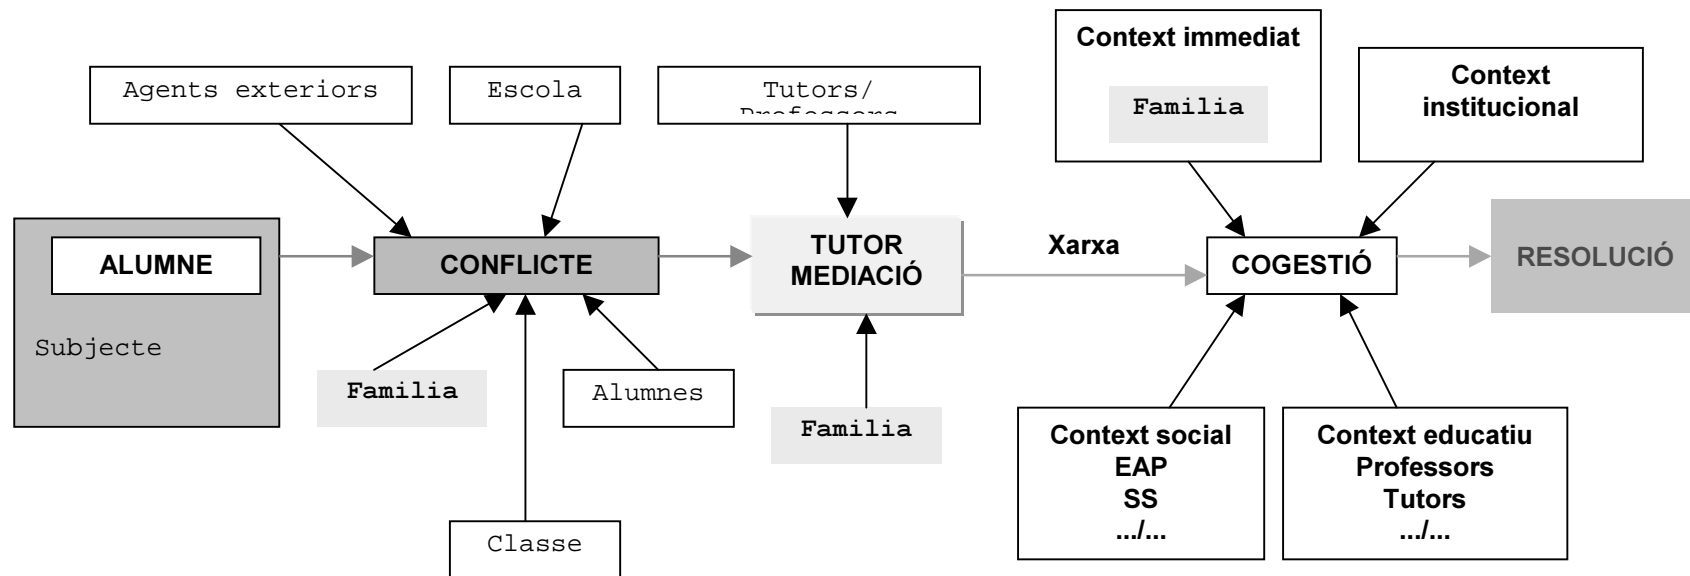 Context immediat
Familia
Context
institucional
Agents exteriors
Escola
Tutors/
Professors
ALUMNE
Subjecte
CONFLICTE
TUTOR
MEDIACIÓ
Xarxa
COGESTIÓ
RESOLUCIÓ
Familia
Alumnes
Familia
Classe
Context social
EAP
SS
.../...
Context educatiu
Professors
Tutors
.../...